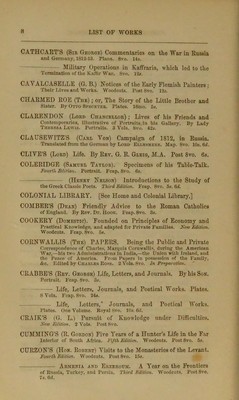 8 LIST OF WORKS
CATHCART'S (Sir George) Commentaries on the War in Russia
and Germany, 1812-13. Plans. 8vo. 14s.
Military Operations in Kaffraria, which led to the
Termination of the Kaffir War. 8vo. 12s.
CAVALCASELLE (G. B.) Notices of the Early Flemish Painters;
Their Lives and Works. Woodcuts. Post 8vo. 12s.
CHARMED ROE (The); or, The Story of the Little Brother and
Sister. By Otto Speckter. Plates. 16mo. 5s.
CLARENDON (Lord Chancellor); Lives of his Friends and
Contemporaries, illustrative of Portraits in his Gallery. By Lady
Theresa Lewis. Portraits. 3 Vols. 8vo. 42s.
CLAUSEWITZ'S (Carl Von) Campaign of 1812, in Russia.
Translated from the German by Lord Ellesmere. Map. 8vo. 10s. 6d.
CLIVE'S (Lord) Life. By Rev. G. R. Gleig, M.A. Post 8vo. 6s.
COLERIDGE (Samuel Taylor). Specimens of his Table-Talk.
Fourth Edition. Portrait. Fcap. 8vo. 6s.
(Henry Nelson) Introductions to the Study of
the Greek Classic Poets. Third Edition. Fcap. 8vo. 5s. 6d.
COLONIAL LIBRARY. [See Home and Colonial Library.]
COMBER'S (Dean) Friendly Advice to the Roman Catholics
of England. By Rev. Dr. Hook. Fcap. 8vo. 3s.
COOKERY (Domestic). Founded on Principles of Economy and
Practical Knowledge, and adapted for Private Families. New Edition.
Woodcuts. Fcap. 8vo. 5s.
CORNWALLIS (The) PAPERS. Being the Public and Private
Correspondence of Charles, Marquis Cornwallis, during the American
War,—his two Administrations in India,—the Union with Ireland, and
the Peace of Amiens. From Papers in possession of the Family,
&c. Edited by Charles Ross. 3 Vols. 8vo. In Preparation.
CRABBE'S (Rev. George) Life, Letters, and Journals. By his Son.
Portrait. Fcap. 8vo. 3s.
Life, Letters, Journals, and Poetical Works. Plates.
8 Vols. Fcap. 8vo. 24s.
Life, Letters, Journals, and Poetical Works.
Plates. One Volume. Royal 8vo. 10s. 6d.
CRAIK'S (G. L.) Pursuit of Knowledge under Difficulties.
New Edition. 2 Vols. Post 8vo.
CUMMING'S (R. Gordon) Five Years of a Hunter's Life in the Far
Interior of South Africa. Fifth Edition. Woodcuts. Post 8vo. 5s.
CURZON'S (Hon. Robert) Visits to the Monasteries of the Levant.
Fourth Edition. Woodcuts. Post 8vo. 15s.
Armenia and Erzeroum. A Year on the Frontiers
of Russia, Turkey, and Persia. Third Edition. Woodcuts. Post 8vo.
7s. 6d.